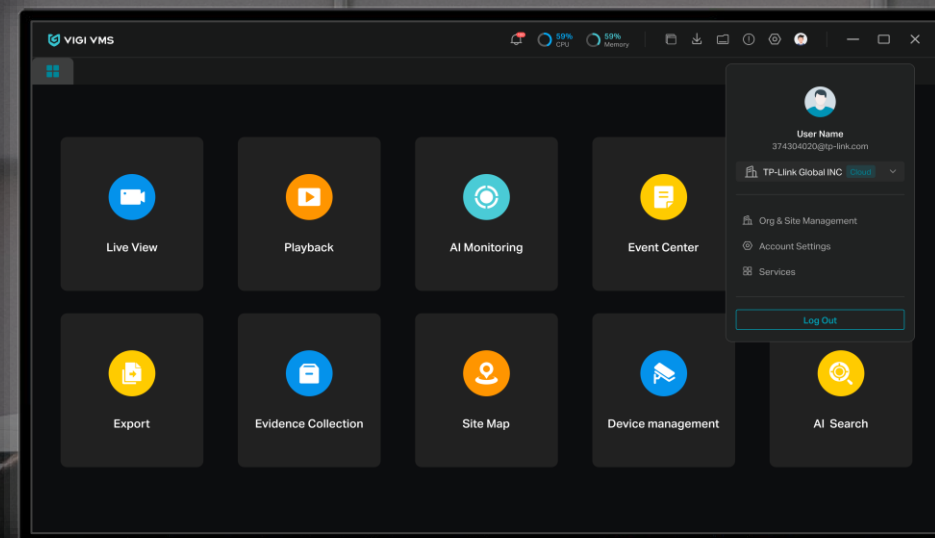 VIGI VMS
59%
CPU
59%
Memory
User Name
374304020@tp-link.com
TP-Llink Global INC
Cloud
Org & Site Management
Account Settings
Services
Log Out
Live View
Playback
AI Monitoring
Event Center
Export
Evidence Collection
Site Map
Device management
AI Search